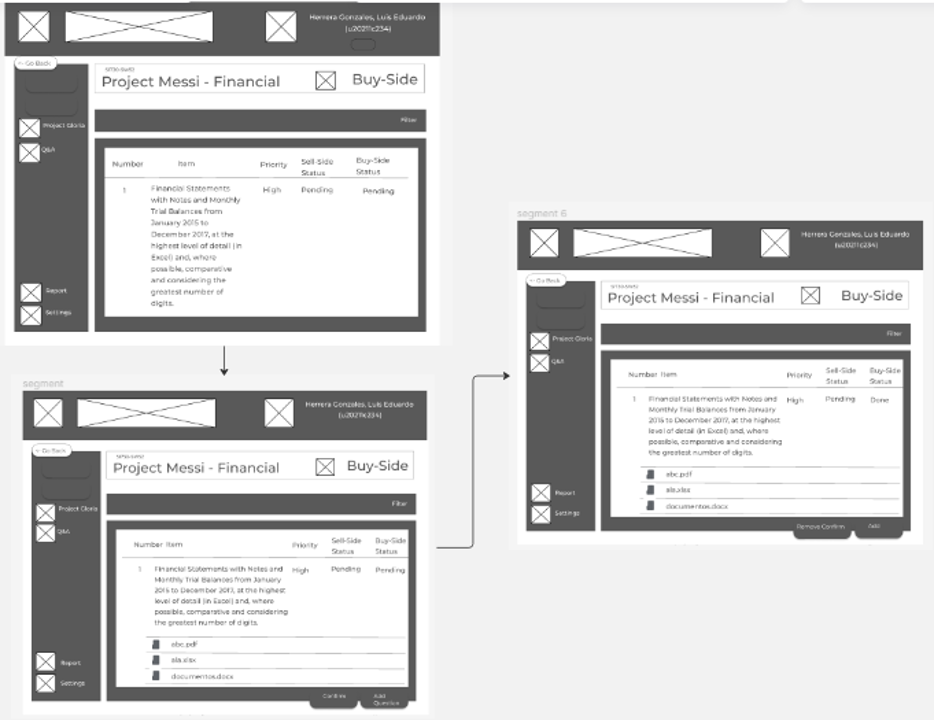 Herrera Gonzales, Luis Eduardo
(u20211c234)
← Go Back
Project Messi - Financial
Buy-Side
Project Gloria
Q&A
Filter
Number Item Priority Sell-Side Status Buy-Side Status
1 High Pending Pending
Financial Statements
with Notes and Monthly
Trial Balances from
January 2015 to
December 2017, at the
highest level of detail (in
Excel) and, where
possible, comparative
and considering the
greatest number of
digits.
Report
Settings
segment
Herrera Gonzales, Luis Eduardo
(u20211c234)
← Go Back
Project Messi - Financial
Buy-Side
Project Gloria
Q&A
Filter
Number Item Priority Sell-Side Status Buy-Side Status
1 High Pending Pending
Financial Statements with Notes and
Monthly Trial Balances from January
2015 to December 2017, at the highest
level of detail (in Excel) and, where
possible, comparative and considering
the greatest number of digits.
abc.pdf
ala.xlsx
documentos.docx
Report
Settings
Confirm
Add Question
segment 6
Herrera Gonzales, Luis Eduardo
(u20211c234)
← Go Back
Project Messi - Financial
Buy-Side
Project Gloria
Q&A
Filter
Number Item Priority Sell-Side Status Buy-Side Status
1 High Pending Done
Financial Statements with Notes and
Monthly Trial Balances from January
2015 to December 2017, at the highest
level of detail (in Excel) and, where
possible, comparative and considering
the greatest number of digits.
abc.pdf
ala.xlsx
documentos.docx
Report
Settings
Remove Confirm
Add